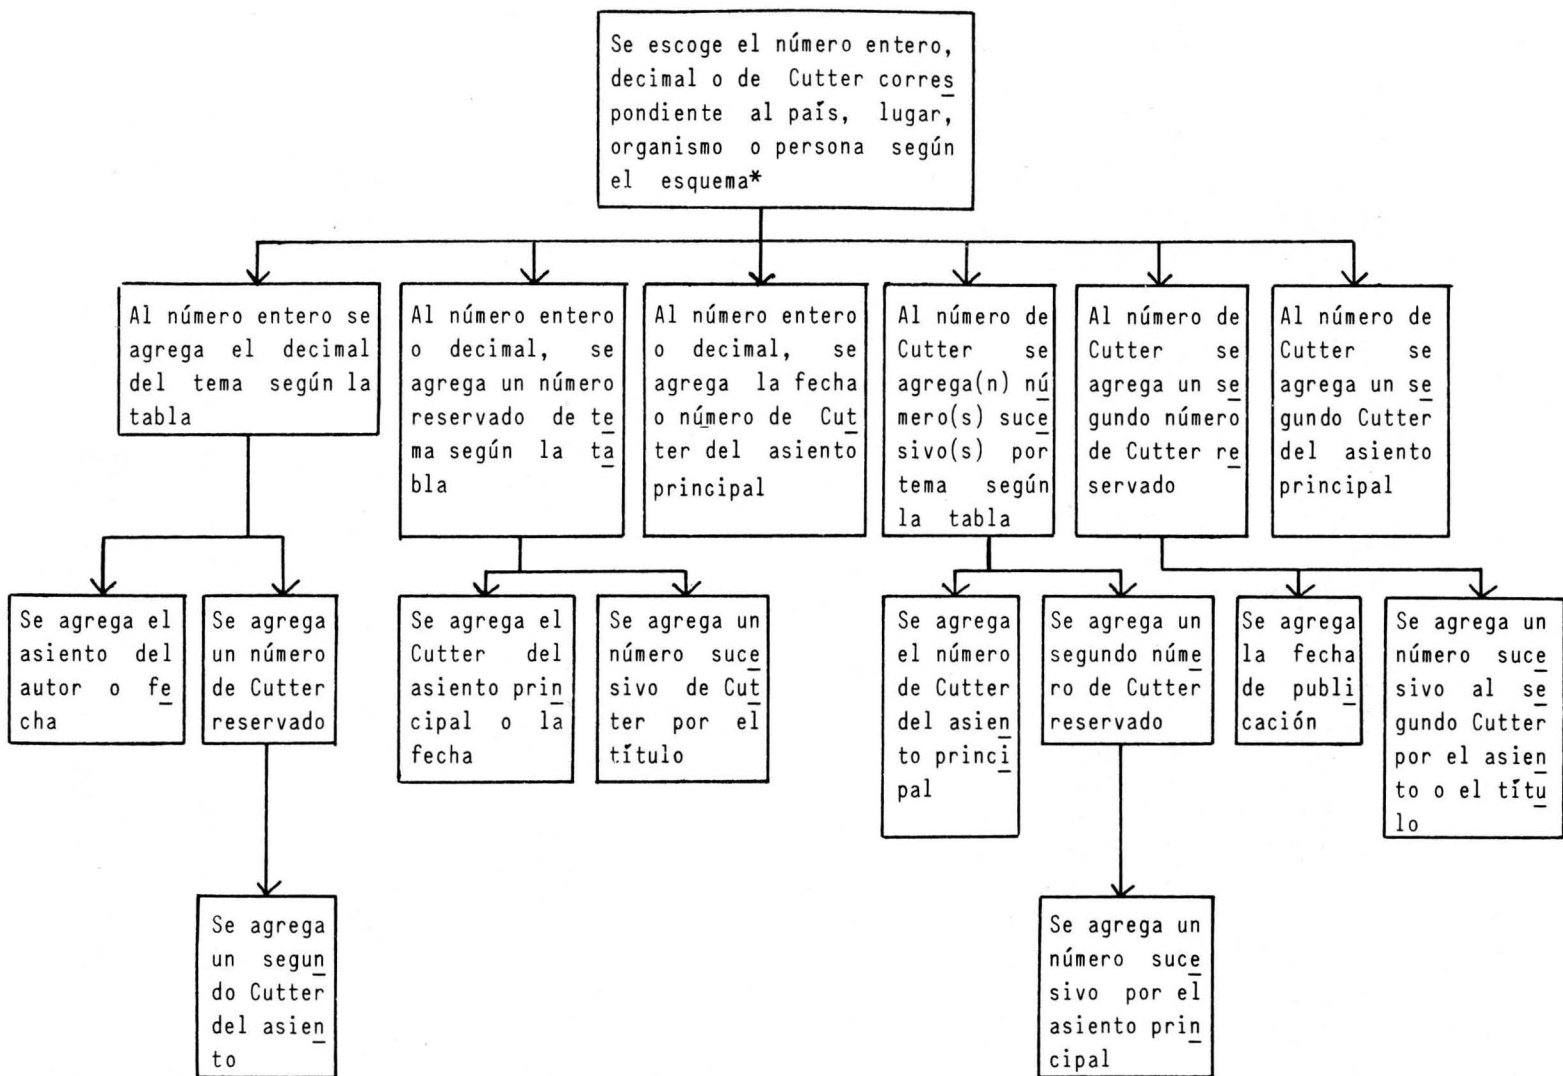 Se escoge el número entero,
decimal o de Cutter corres
pondiente al país, lugar,
organismo o persona según
el esquema*
Al número entero se
agrega el decimal
del tema según la
tabla
Al número entero
o decimal, se
agrega un número
reservado de te
ma según la ta
bla
Al número entero
o decimal, se
agrega la fecha
o número de Cut
ter del asiento
principal
Al número de
Cutter se
agrega(n) nú
mero(s) suce
sivo(s) por
tema según
la tabla
Al número de
Cutter se
agrega un se
gundo número
de Cutter re
servado
Al número de
Cutter se
agrega un se
gundo Cutter
del asiento
principal
Se agrega el
asiento del
autor o fe
cha
Se agrega
un número
de Cutter
reservado
Se agrega el
Cutter del
asiento prin
cipal o la
fecha
Se agrega un
número suce
sivo de Cut
ter por el
título
Se agrega
el número
de Cutter
del asien
to princi
pal
Se agrega un
segundo núme
ro de Cutter
reservado
Se agrega
la fecha
de publi
cación
Se agrega un
número suce
sivo al se
gundo Cutter
por el asien
to o el títu
lo
Se agrega
un segun
do Cutter
del asien
to
Se agrega un
número suce
sivo por el
asiento prin
cipal